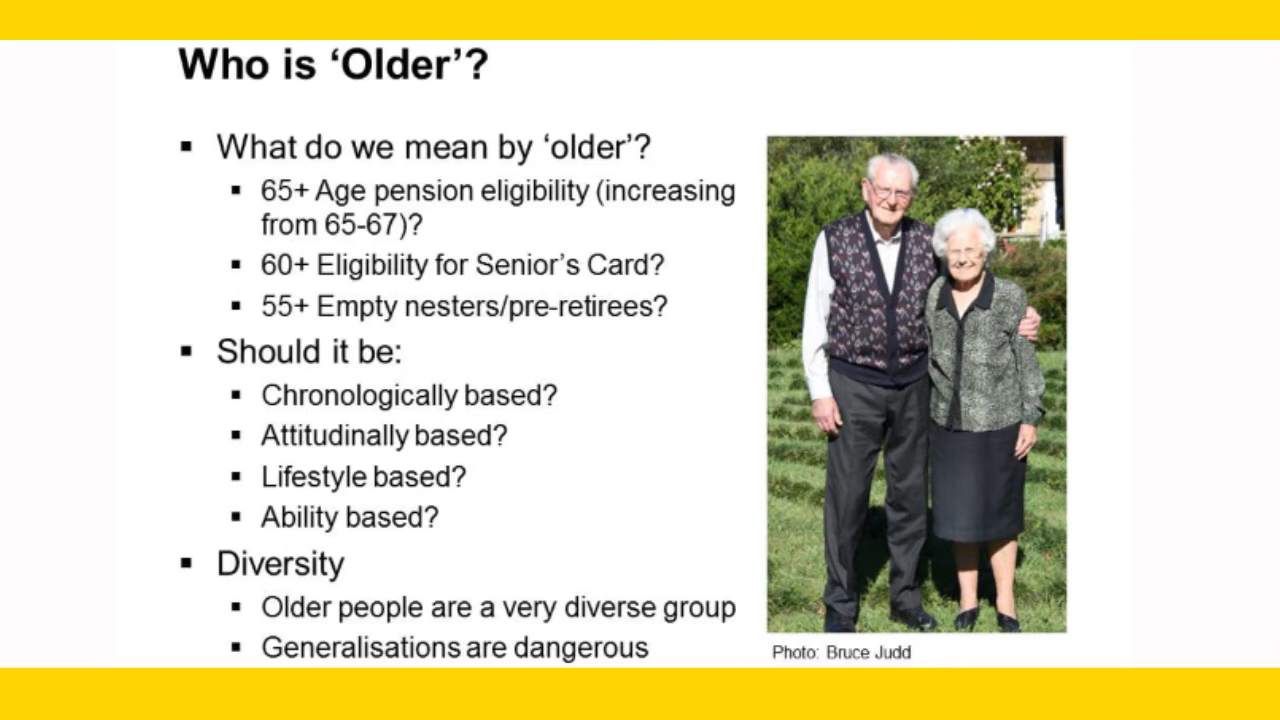 Who is ‘Older’?
▪ What do we mean by ‘older’?
▪ 65+ Age pension eligibility (increasing
from 65-67)?
▪ 60+ Eligibility for Senior’s Card?
▪ 55+ Empty nesters/pre-retirees?
▪ Should it be:
▪ Chronologically based?
▪ Attitudinally based?
▪ Lifestyle based?
▪ Ability based?
▪ Diversity
▪ Older people are a very diverse group
▪ Generalisations are dangerous
Photo: Bruce Judd